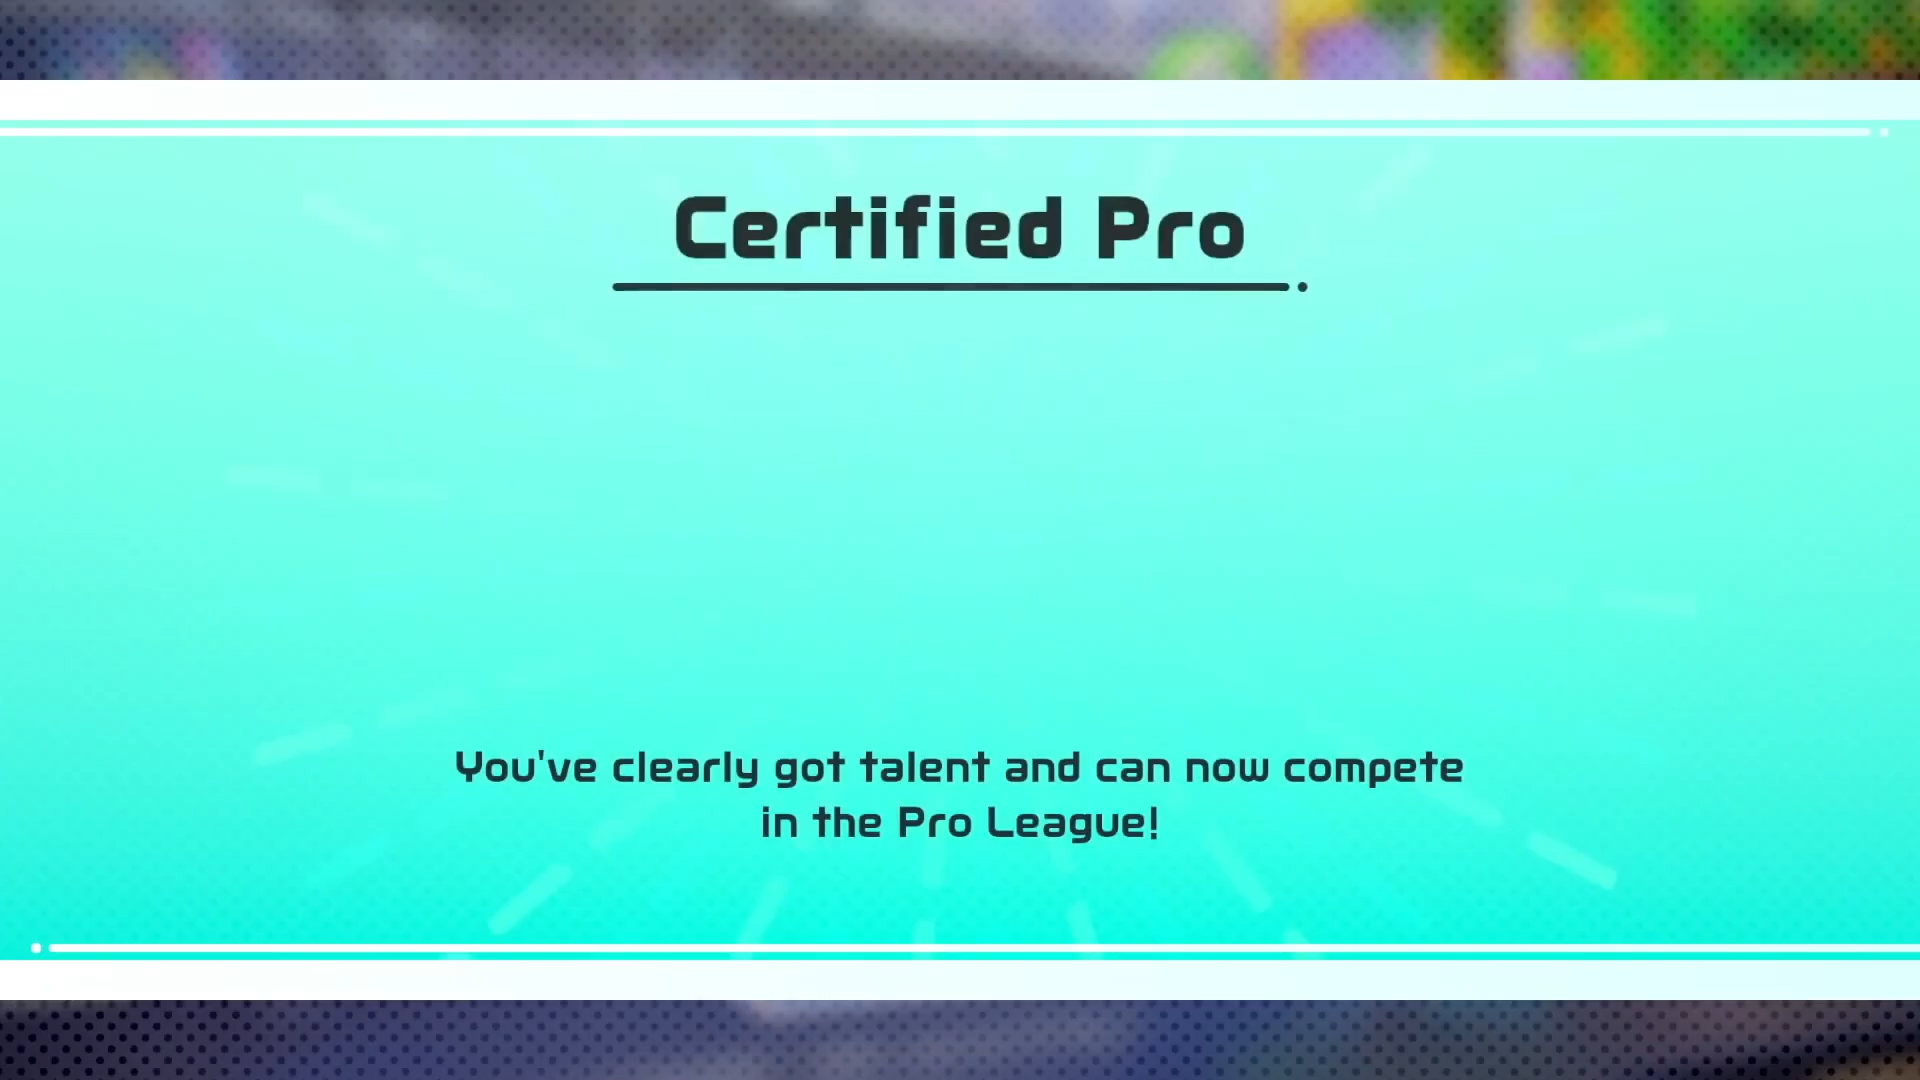 Certified Pro
You've clearly got talent and can now compete
in the Pro League!